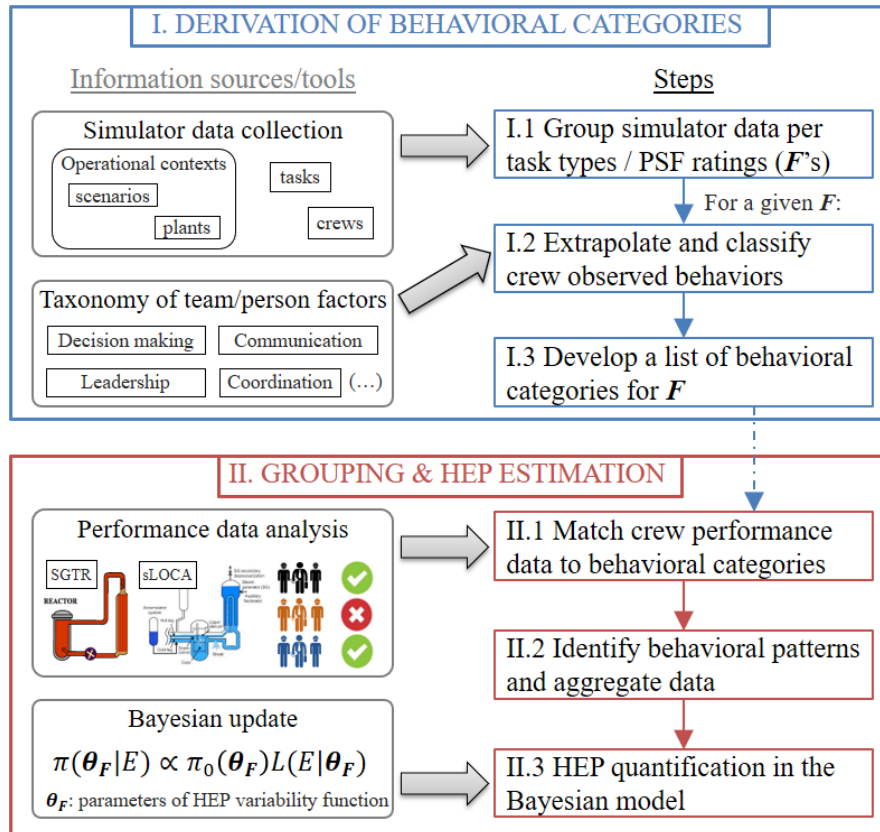 I. DERIVATION OF BEHAVIORAL CATEGORIES
Information sources/tools
Steps
Simulator data collection
Operational contexts
scenarios
plants
tasks
crews
I.1 Group simulator data per
task types / PSF ratings (F's)
For a given F:
I.2 Extrapolate and classify
crew observed behaviors
Taxonomy of team/person factors
Decision making
Communication
Leadership
Coordination
(…)
I.3 Develop a list of behavioral
categories for F
II. GROUPING & HEP ESTIMATION
Performance data analysis
SGTR
sLOCA
REACTOR
II.1 Match crew performance
data to behavioral categories
II.2 Identify behavioral patterns
and aggregate data
Bayesian update
π(θ_F|E) ∝ π₀(θ_F)L(E|θ_F)
θ_F: parameters of HEP variability function
II.3 HEP quantification in the
Bayesian model